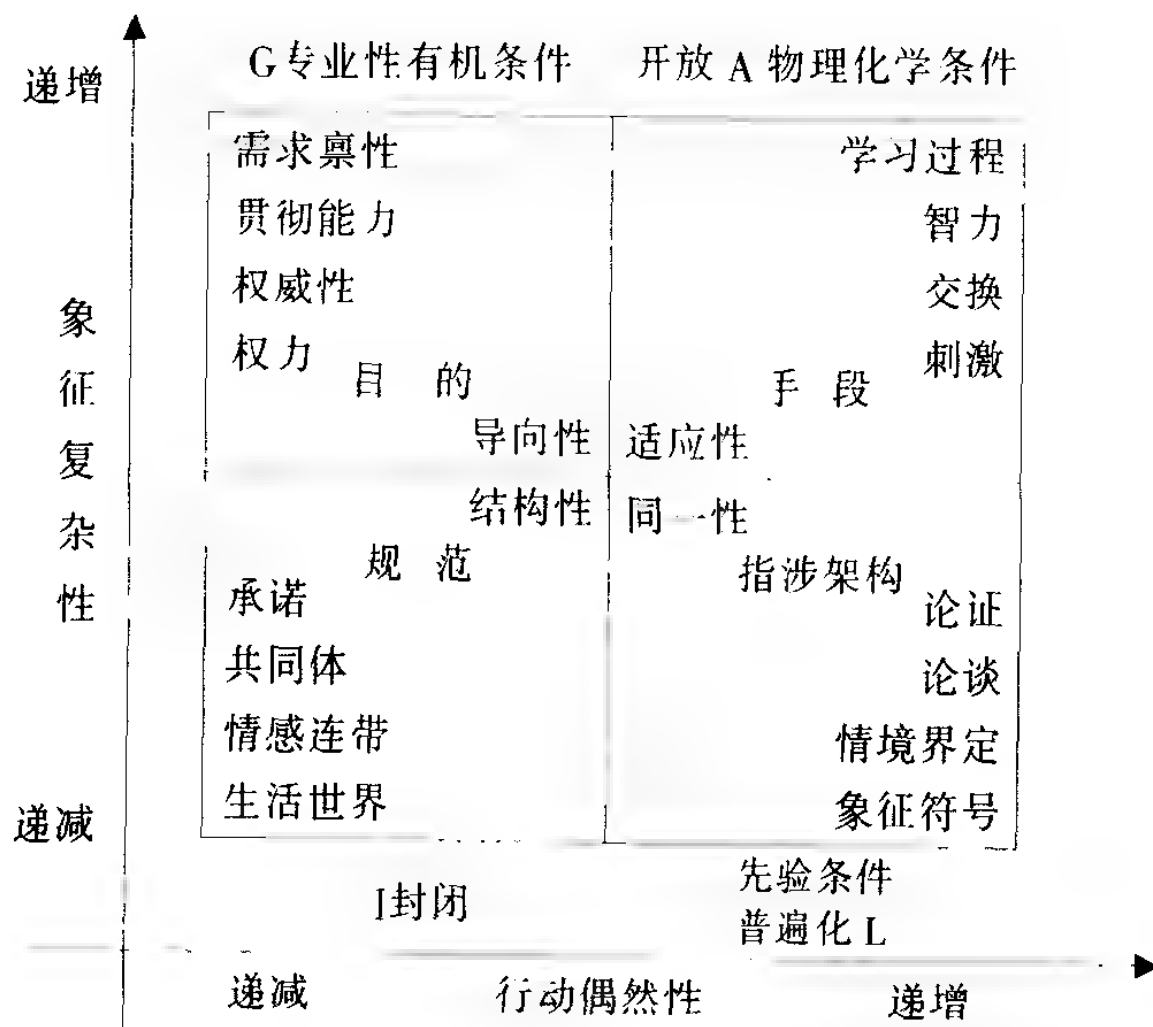 递增
G专业性有机条件
开放 A 物理化学条件
需求禀性
学习过程
贯彻能力
智力
权威性
交换
权力
刺激
目 的
手 段
导向性
适应性
结构性
同一性
规 范
指涉架构
承诺
论证
共同体
论谈
情感连带
情境界定
生活世界
象征符号
象征复杂性
递减
I封闭
先验条件
普遍化 L
递减
行动偶然性
递增